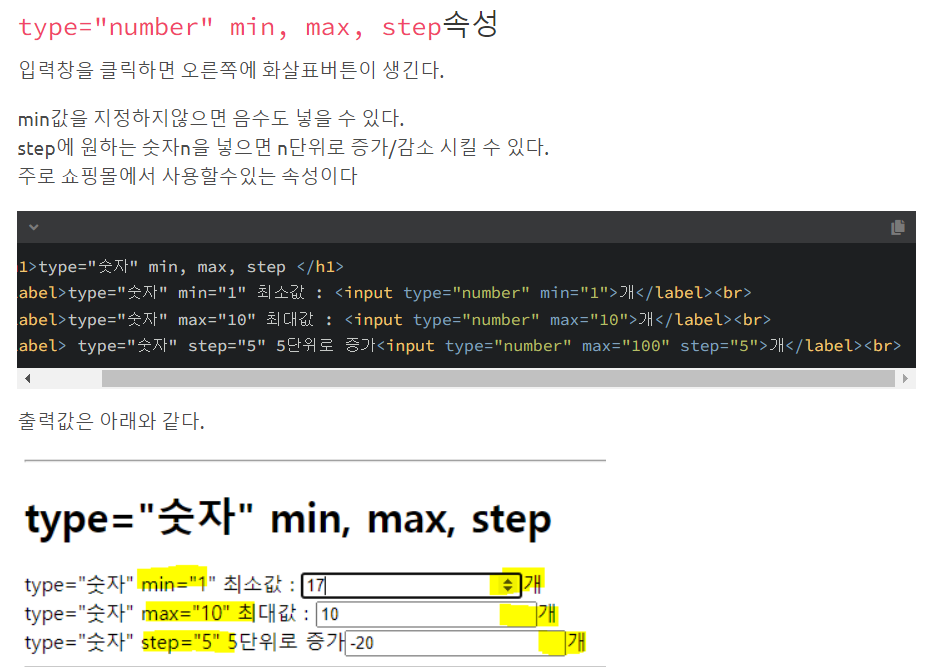 type="number" min, max, step속성
입력창을 클릭하면 오른쪽에 화살표버튼이 생긴다.
min값을 지정하지않으면 음수도 넣을 수 있다.
step에 원하는 숫자n을 넣으면 n단위로 증가/감소 시킬 수 있다.
주로 쇼핑몰에서 사용할수있는 속성이다
1>type="숫자" min, max, step </h1>
abel>type="숫자" min="1" 최소값 : <input type="number" min="1">개</label><br>
abel>type="숫자" max="10" 최대값 : <input type="number" max="10">개</label><br>
abel> type="숫자" step="5" 5단위로 증가<input type="number" max="100" step="5">개</label><br>
출력값은 아래와 같다.
type="숫자" min, max, step
type="숫자" min="1" 최소값 : 17 개
type="숫자" max="10" 최대값 : 10 개
type="숫자" step="5" 5단위로 증가 -20 개